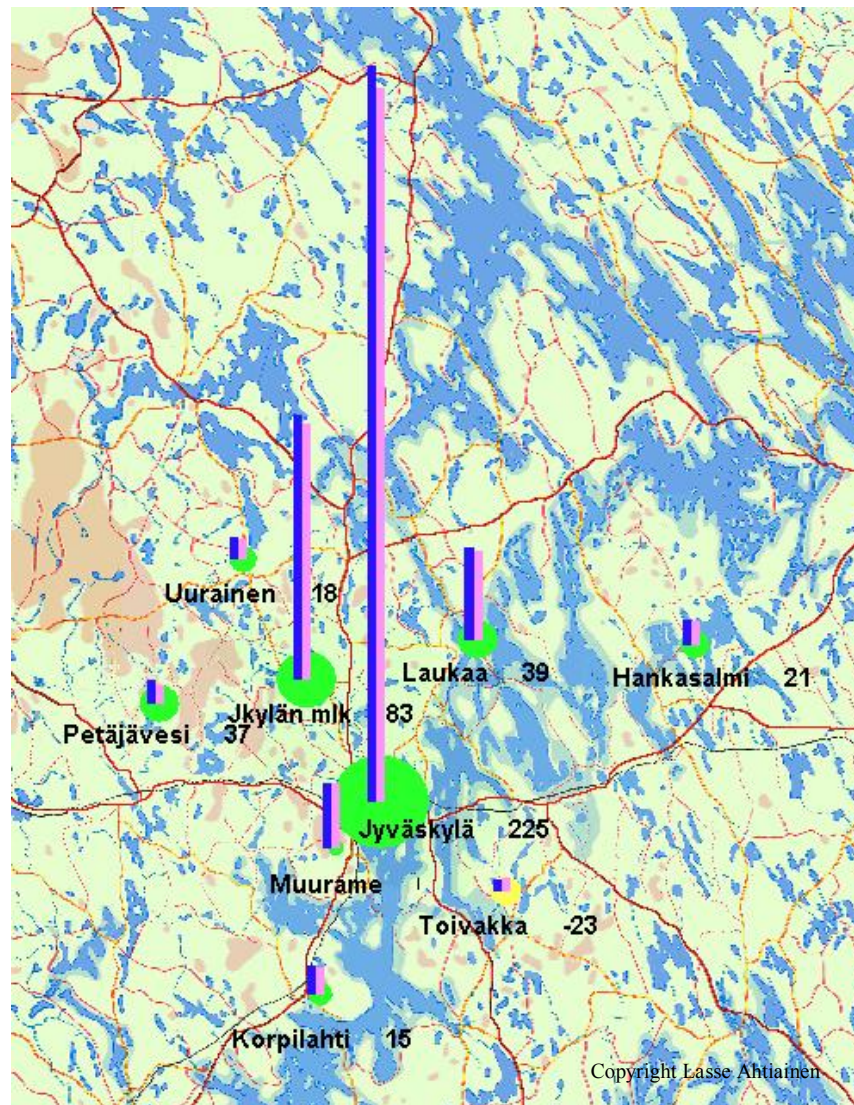 Uurainen 18
Laukaa 39
Hankasalmi 21
Jkylän mlk 83
Petäjävesi 37
Jyväskylä 225
Muurame
Toivakka -23
Korpilahti 15
Copyright Lasse Ahtiainen